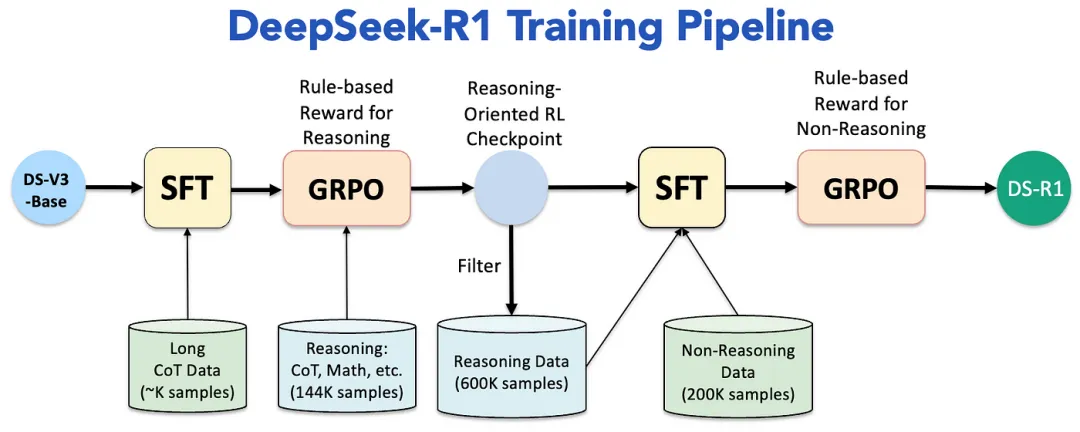 DeepSeek-R1 Training Pipeline
Rule-based
Reward for
Reasoning
Reasoning-
Oriented RL
Checkpoint
Rule-based
Reward for
Non-Reasoning
DS-V3
-Base
SFT
GRPO
SFT
GRPO
DS-R1
Filter
Long
CoT Data
(~K samples)
Reasoning:
CoT, Math, etc.
(144K samples)
Reasoning Data
(600K samples)
Non-Reasoning
Data
(200K samples)